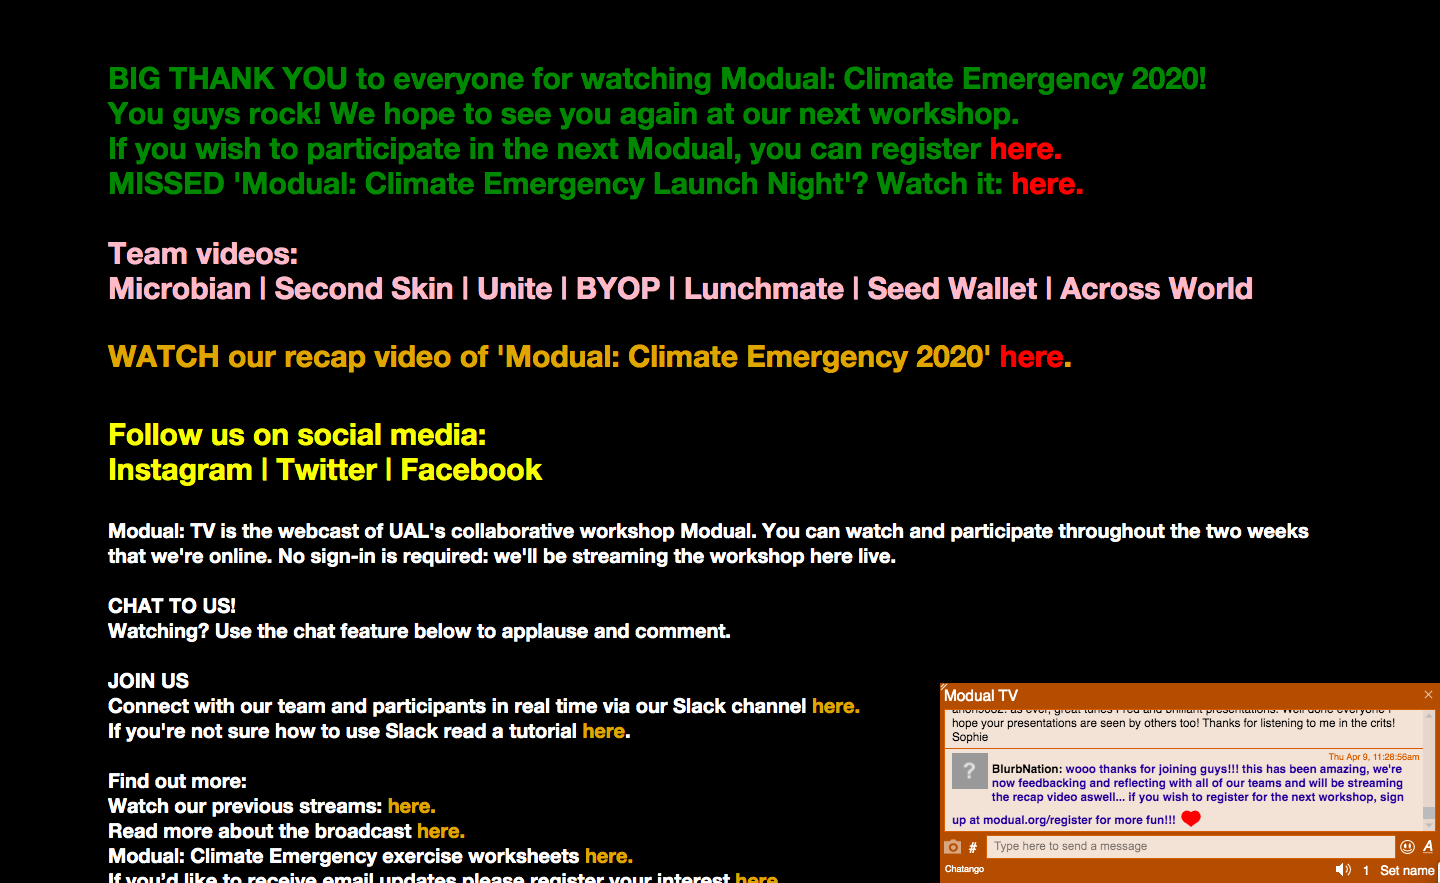 BIG THANK YOU to everyone for watching Modual: Climate Emergency 2020!
You guys rock! We hope to see you again at our next workshop.
If you wish to participate in the next Modual, you can register here.
MISSED 'Modual: Climate Emergency Launch Night'? Watch it: here.
Team videos:
Microbian | Second Skin | Unite | BYOP | Lunchmate | Seed Wallet | Across World
WATCH our recap video of 'Modual: Climate Emergency 2020' here.
Follow us on social media:
Instagram | Twitter | Facebook
Modual: TV is the webcast of UAL's collaborative workshop Modual. You can watch and participate throughout the two weeks
that we're online. No sign-in is required: we'll be streaming the workshop here live.
CHAT TO US!
Watching? Use the chat feature below to applause and comment.
JOIN US
Connect with our team and participants in real time via our Slack channel here.
If you're not sure how to use Slack read a tutorial here.
Find out more:
Watch our previous streams: here.
Read more about the broadcast here.
Modual: Climate Emergency exercise worksheets here.
If you'd like to receive email updates please register your interest here
Modual TV
as ever, great tunes Fred and brilliant presentations. Well done everyone I
hope your presentations are seen by others too! Thanks for listening to me in the crits!
Sophie
Thu Apr 9, 11:28:56am
BlurbNation: wooo thanks for joining guys!!! this has been amazing, we're
now feedbacking and reflecting with all of our teams and will be streaming
the recap video aswell... if you wish to register for the next workshop, sign
up at modual.org/register for more fun!!!
Type here to send a message
Chatango
1 Set name